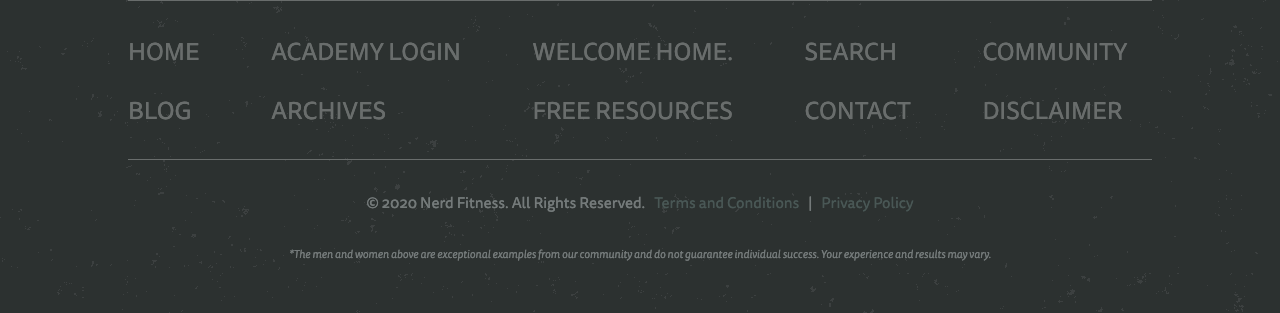 HOME ACADEMY LOGIN WELCOME HOME. SEARCH COMMUNITY
BLOG ARCHIVES FREE RESOURCES CONTACT DISCLAIMER
© 2020 Nerd Fitness. All Rights Reserved. Terms and Conditions | Privacy Policy
*The men and women above are exceptional examples from our community and do not guarantee individual success. Your experience and results may vary.